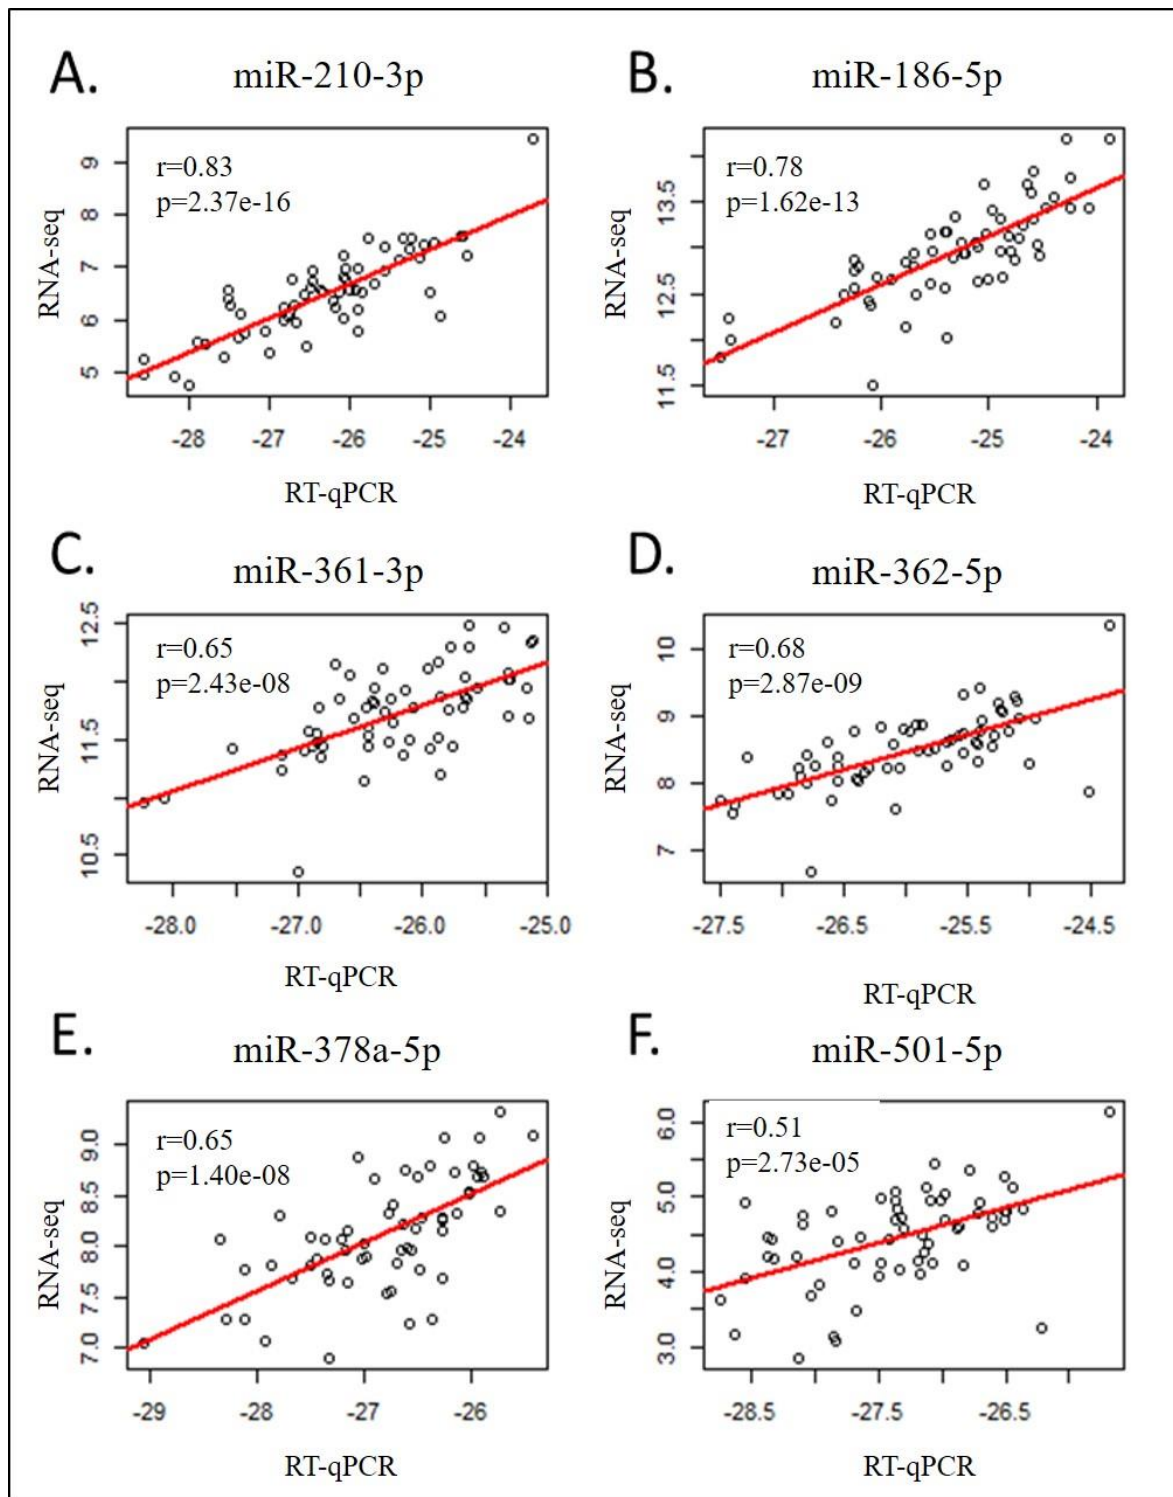 A.
miR-210-3p
r=0.83
p=2.37e-16
RNA-seq
9
8
7
6
5
-28
-27
-26
-25
-24
RT-qPCR
B.
miR-186-5p
r=0.78
p=1.62e-13
RNA-seq
13.5
12.5
11.5
-27
-26
-25
-24
RT-qPCR
C.
miR-361-3p
r=0.65
p=2.43e-08
RNA-seq
12.5
11.5
10.5
-28.0
-27.0
-26.0
-25.0
RT-qPCR
D.
miR-362-5p
r=0.68
p=2.87e-09
RNA-seq
10
9
8
7
-27.5
-26.5
-25.5
-24.5
RT-qPCR
E.
miR-378a-5p
r=0.65
p=1.40e-08
RNA-seq
9.0
8.5
8.0
7.5
7.0
-29
-28
-27
-26
RT-qPCR
F.
miR-501-5p
r=0.51
p=2.73e-05
RNA-seq
6.0
5.0
4.0
3.0
-28.5
-27.5
-26.5
RT-qPCR